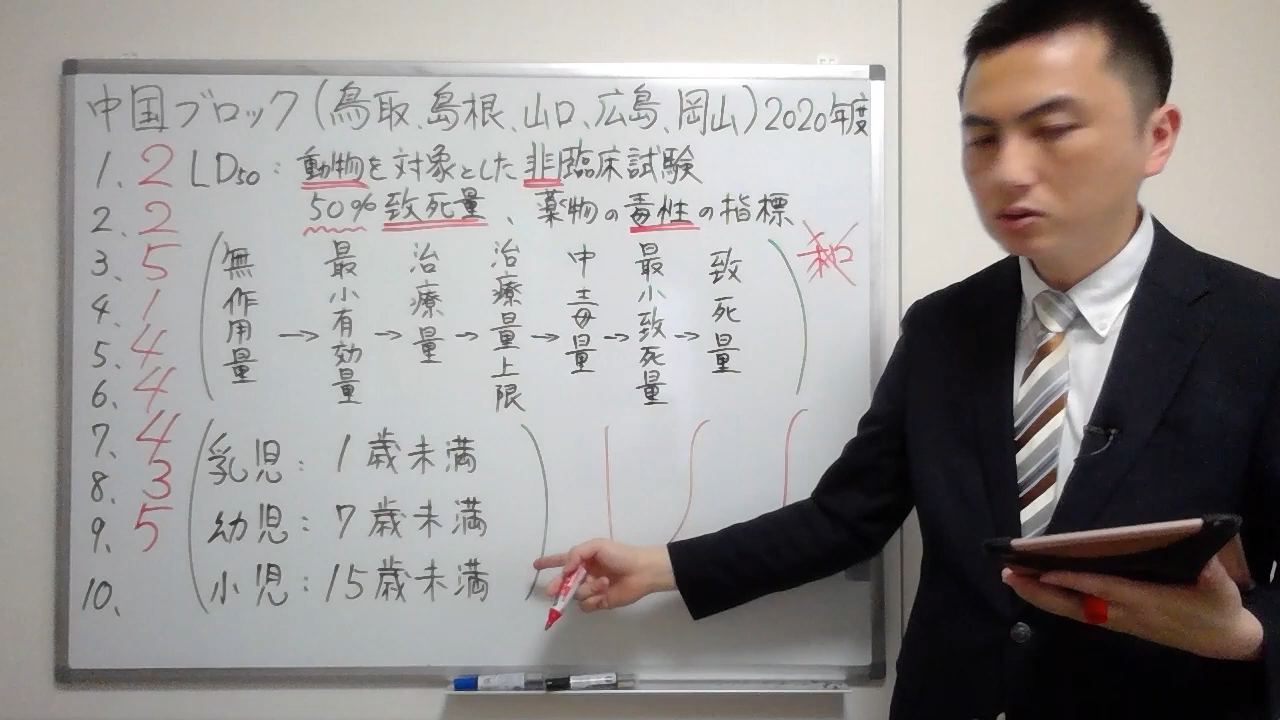 中国ブロック(鳥取、島根、山口、広島、岡山)2020年度
1、2 LD50：動物を対象とした非臨床試験
2、2 50%致死量、薬物の毒性の指標
3、5
4、1
5、4
6、4
(無作用量→最小有効量→治療量→治療量上限→中毒量→最小致死量→致死量)
7、4
8、3
9、5
10、
(乳児：1歳未満
幼児：7歳未満
小児：15歳未満)